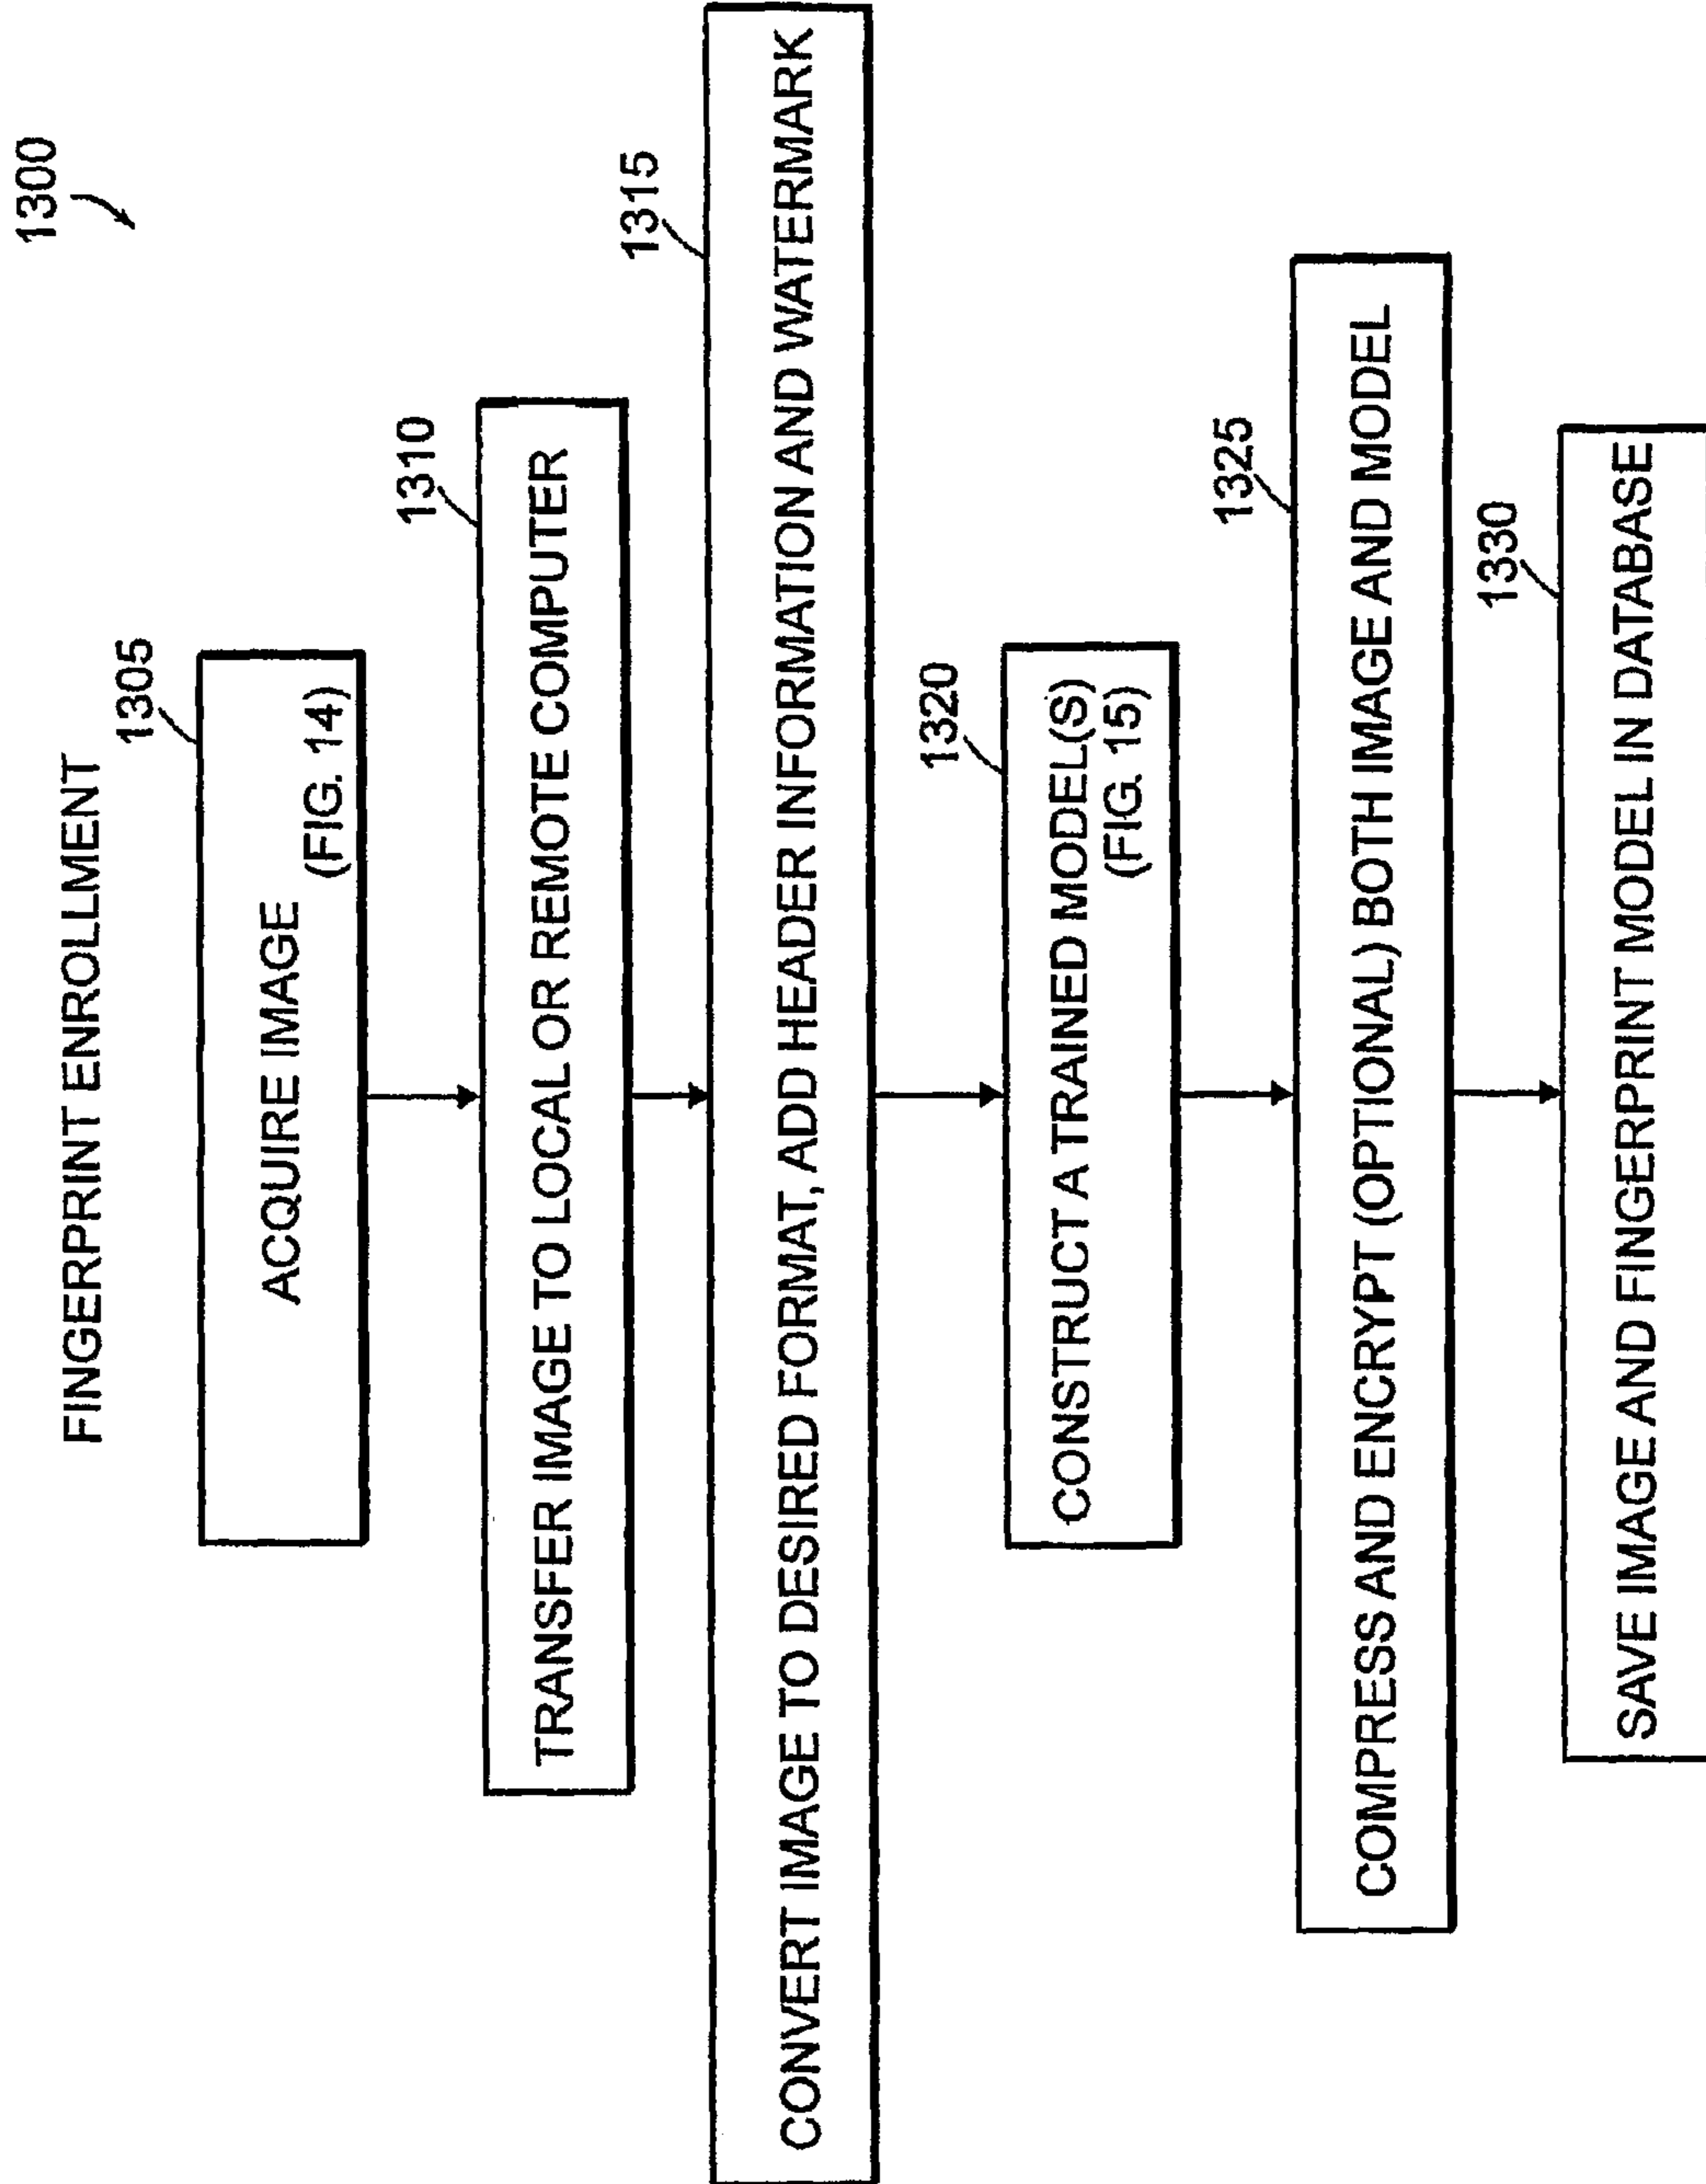 1300
FINGERPRINT ENROLLMENT
1305
ACQUIRE IMAGE
(FIG. 14)
1310
TRANSFER IMAGE TO LOCAL OR REMOTE COMPUTER
1315
CONVERT IMAGE TO DESIRED FORMAT, ADD HEADER INFORMATION AND WATERMARK
1320
CONSTRUCT A TRAINED MODEL(S)
(FIG. 15)
1325
COMPRESS AND ENCRYPT (OPTIONAL) BOTH IMAGE AND MODEL
1330
SAVE IMAGE AND FINGERPRINT MODEL IN DATABASE